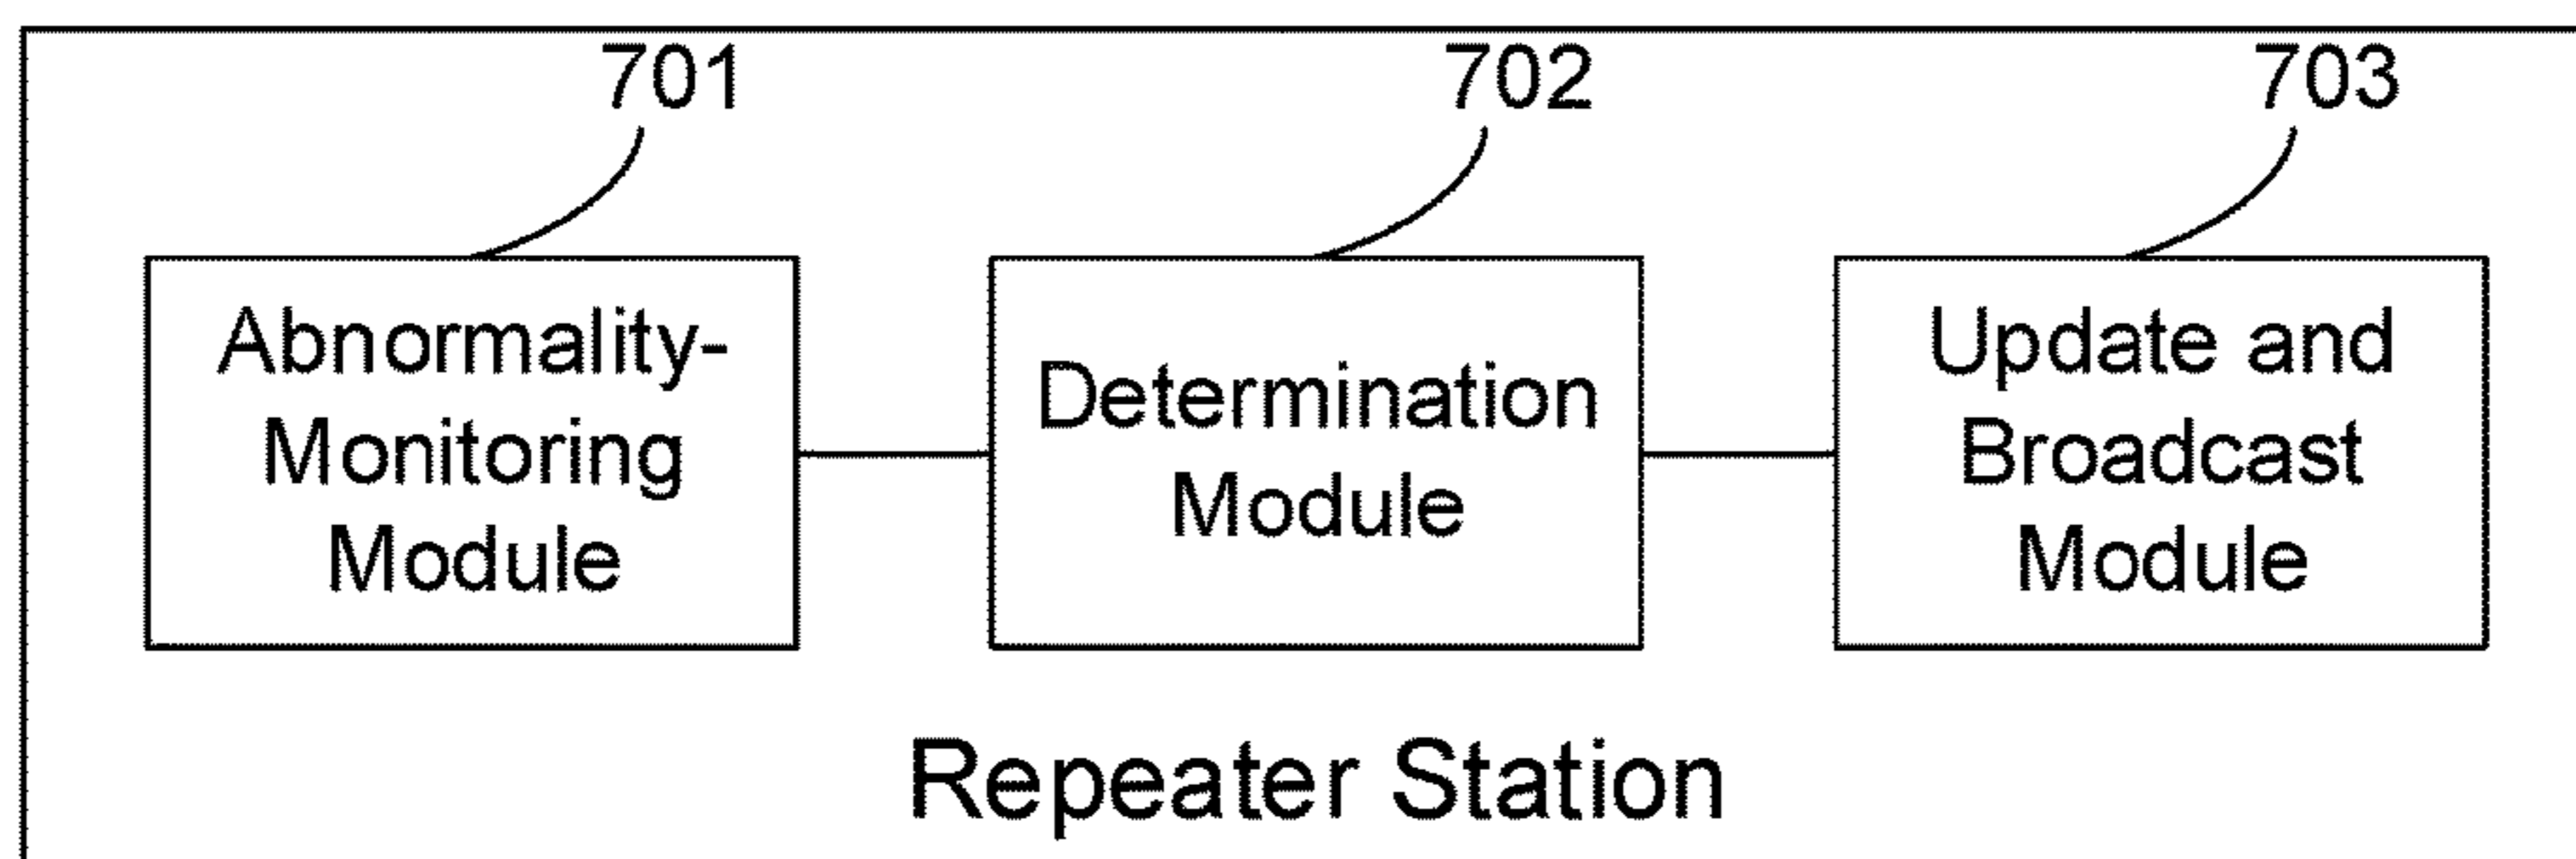 701
702
703
Abnormality-
Monitoring
Module
Determination
Module
Update and
Broadcast
Module
Repeater Station